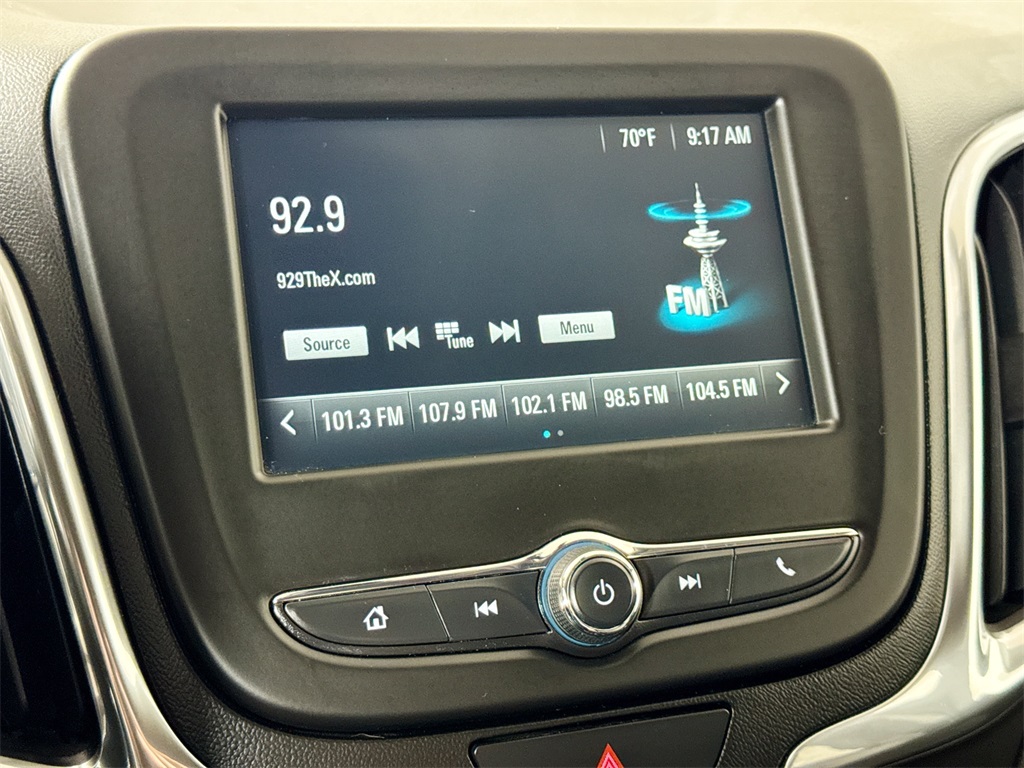 70°F 9:17 AM
92.9
929TheX.com
FM
Source Tune Menu
101.3 FM 107.9 FM 102.1 FM 98.5 FM 104.5 FM